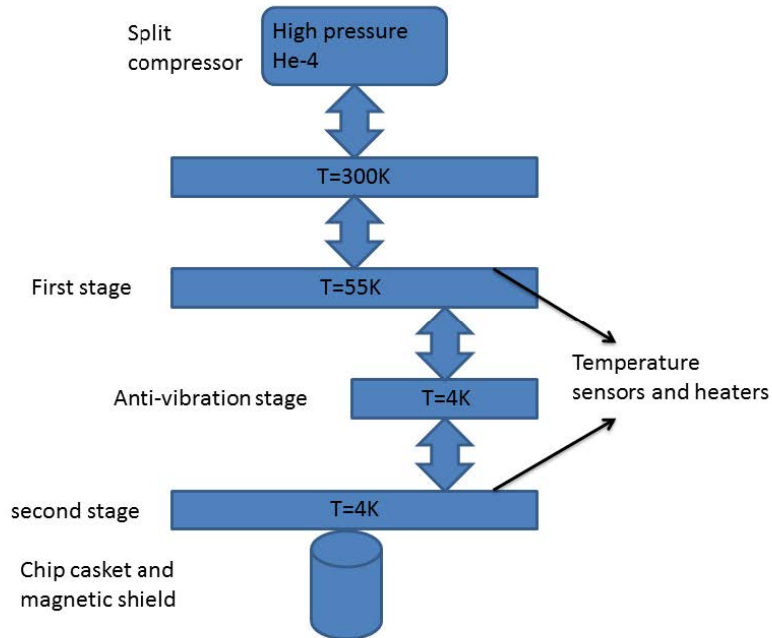 Split
compressor
High pressure
He-4
T=300K
First stage
T=55K
Temperature
sensors and heaters
Anti-vibration stage
T=4K
second stage
T=4K
Chip casket and
magnetic shield